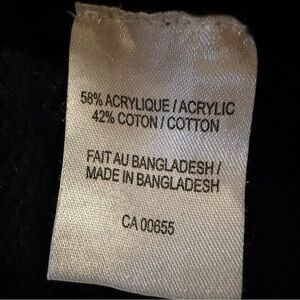 58% ACRYLIQUE / ACRYLIC
42% COTON / COTTON
FAIT AU BANGLADESH /
MADE IN BANGLADESH
CA 00655